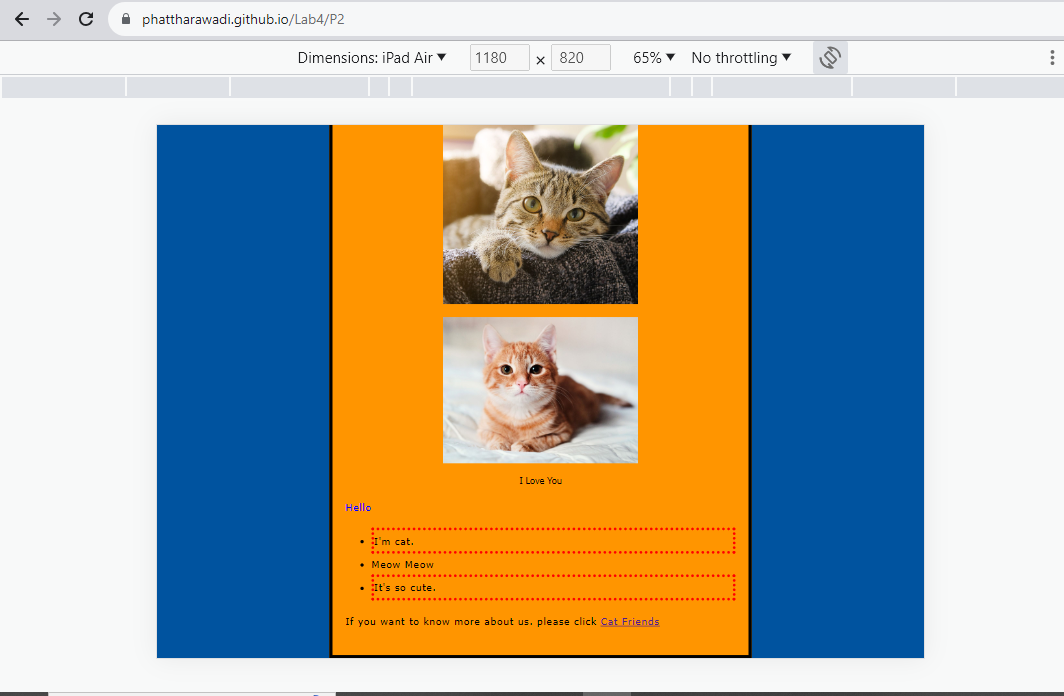 phattharawadi.github.io/Lab4/P2
Dimensions: iPad Air ▼ 1180 × 820 65% ▼ No throttling ▼
I Love You
Hello
• I'm cat.
• Meow Meow
• It's so cute.
If you want to know more about us, please click Cat Friends